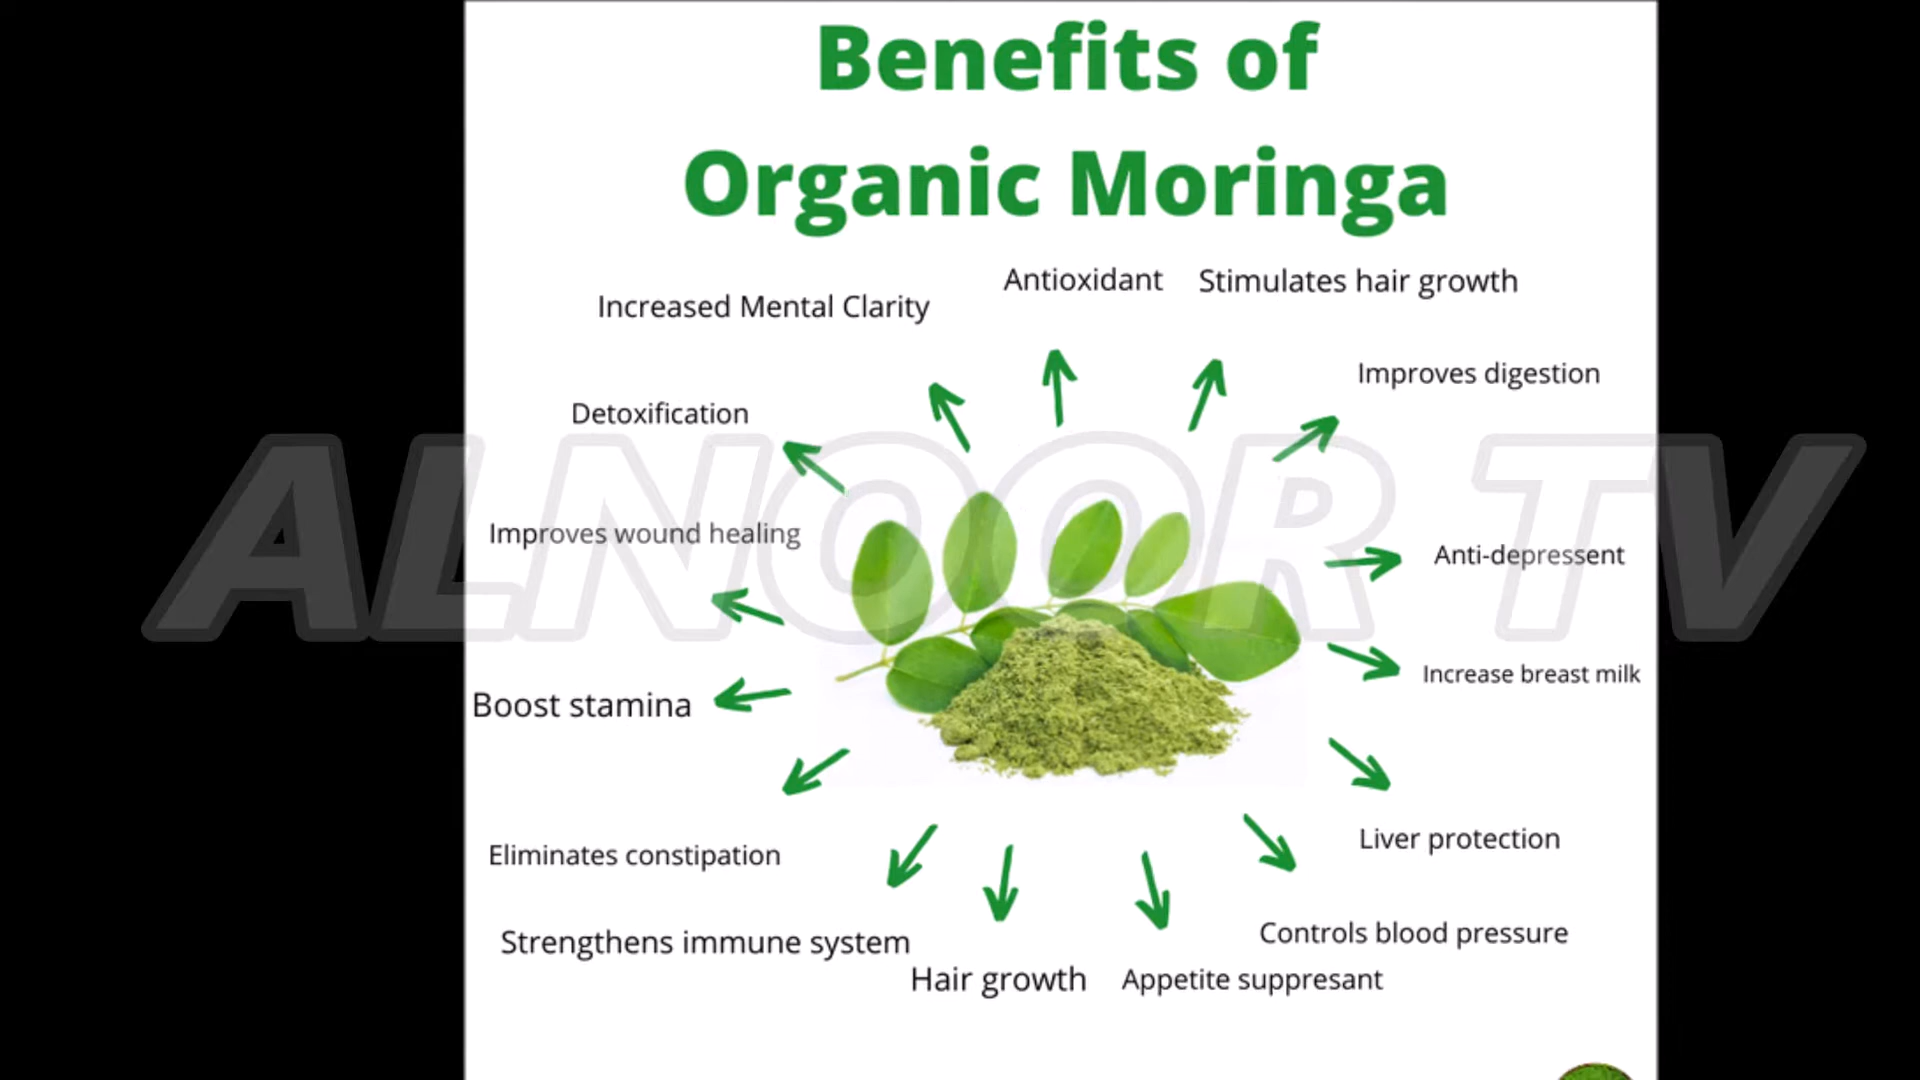 Benefits of
Organic Moringa
Antioxidant
Stimulates hair growth
Increased Mental Clarity
Improves digestion
Detoxification
ALNOOR TV
Improves wound healing
Anti-depressent
Increase breast milk
Boost stamina
Liver protection
Eliminates constipation
Controls blood pressure
Strengthens immune system
Hair growth
Appetite suppresant